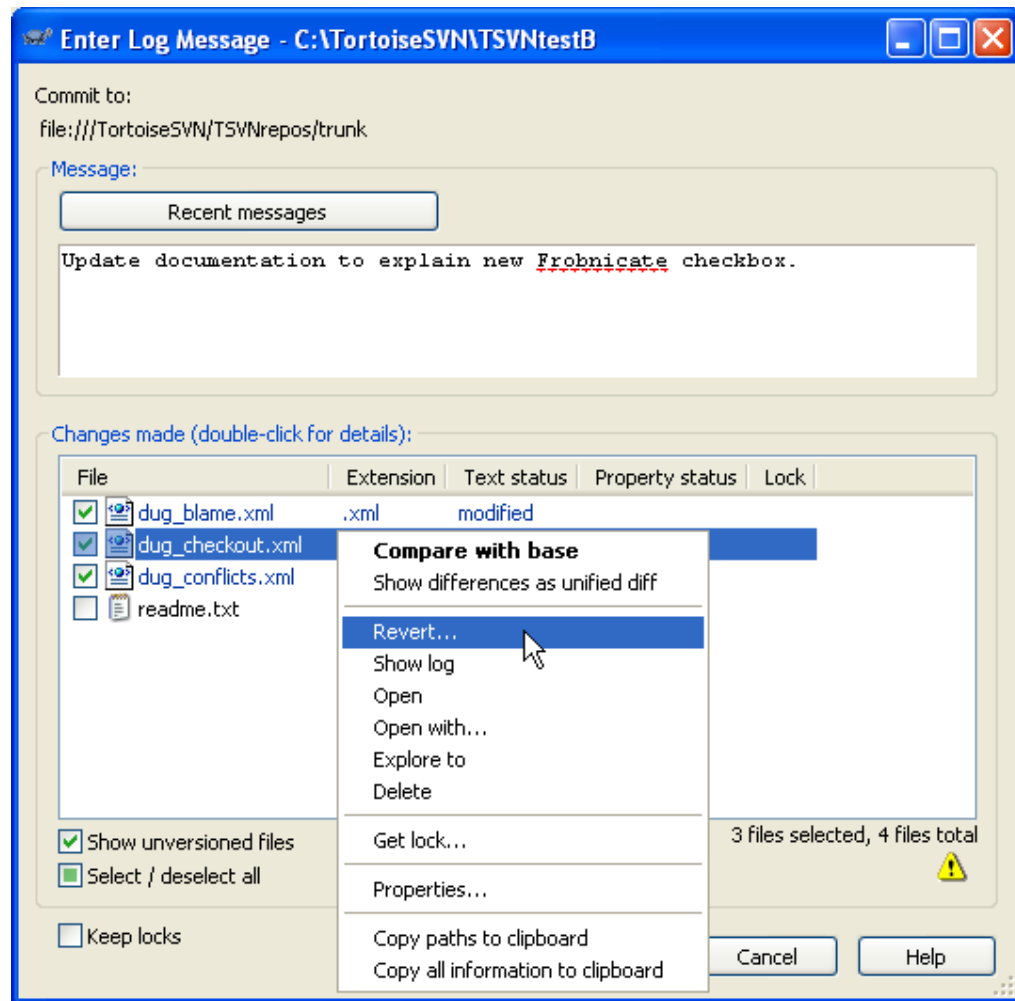 Enter Log Message - C:\TortoiseSVN\TSVNtestB
Commit to:
file:///TortoiseSVN/TSVNrepos/trunk
Message:
Recent messages
Update documentation to explain new Frobnicate checkbox.
Changes made (double-click for details):
File Extension Text status Property status Lock
dug_blame.xml .xml modified
dug_checkout.xml
dug_conflicts.xml
readme.txt
Compare with base
Show differences as unified diff
Revert...
Show log
Open
Open with...
Explore to
Delete
Get lock...
Properties...
Copy paths to clipboard
Copy all information to clipboard
Show unversioned files
3 files selected, 4 files total
Select / deselect all
Keep locks
Cancel Help